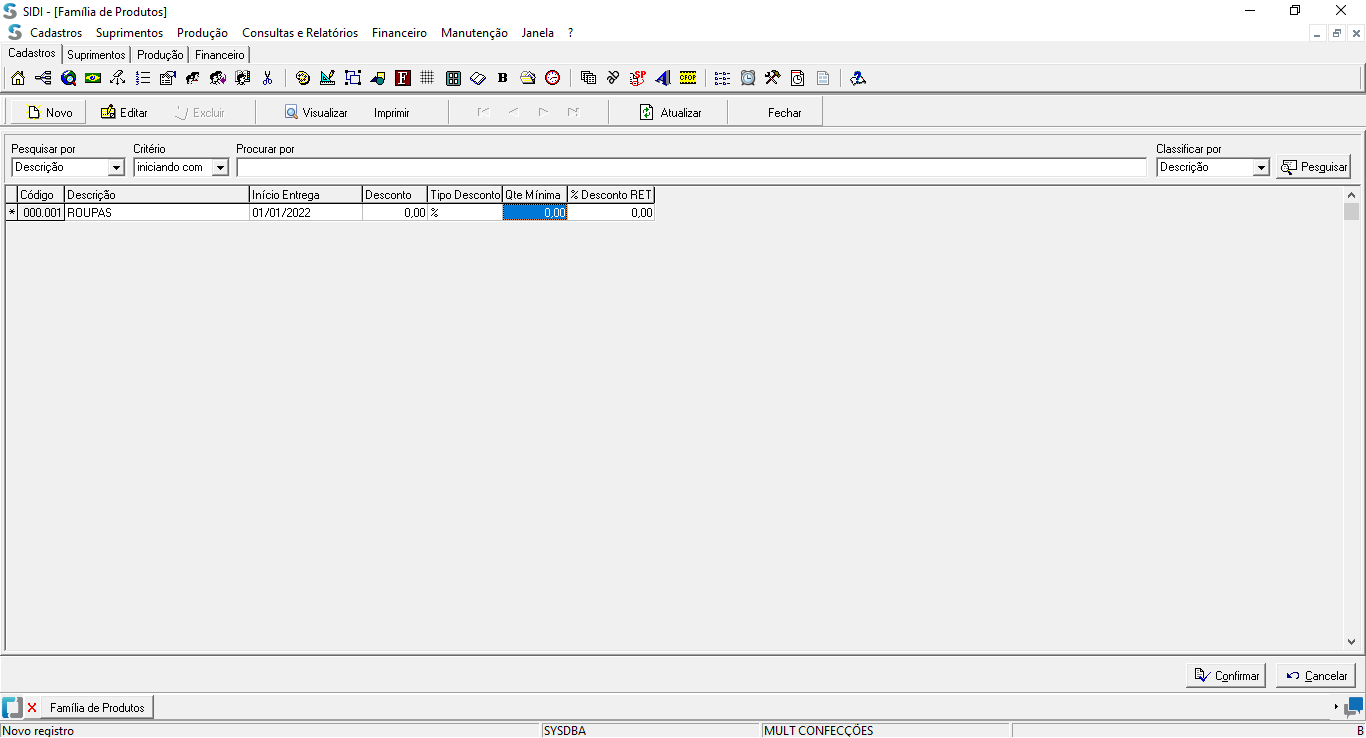 SIDI - [Família de Produtos]
Cadastros Suprimentos Produção Consultas e Relatórios Financeiro Manutenção Janela ?
Cadastros Suprimentos Produção Financeiro
F B SP CFOP
Novo Editar Excluir Visualizar Imprimir Atualizar Fechar
Pesquisar por Critério Procurar por Classificar por
Descrição iniciando com Descrição Pesquisar
Código Descrição Início Entrega Desconto Tipo Desconto Qte Mínima % Desconto RET
* 000.001 ROUPAS 01/01/2022 0,00 % 0,00 0,00
Confirmar Cancelar
Família de Produtos
Novo registro SYSDBA MULT CONFECÇÕES B